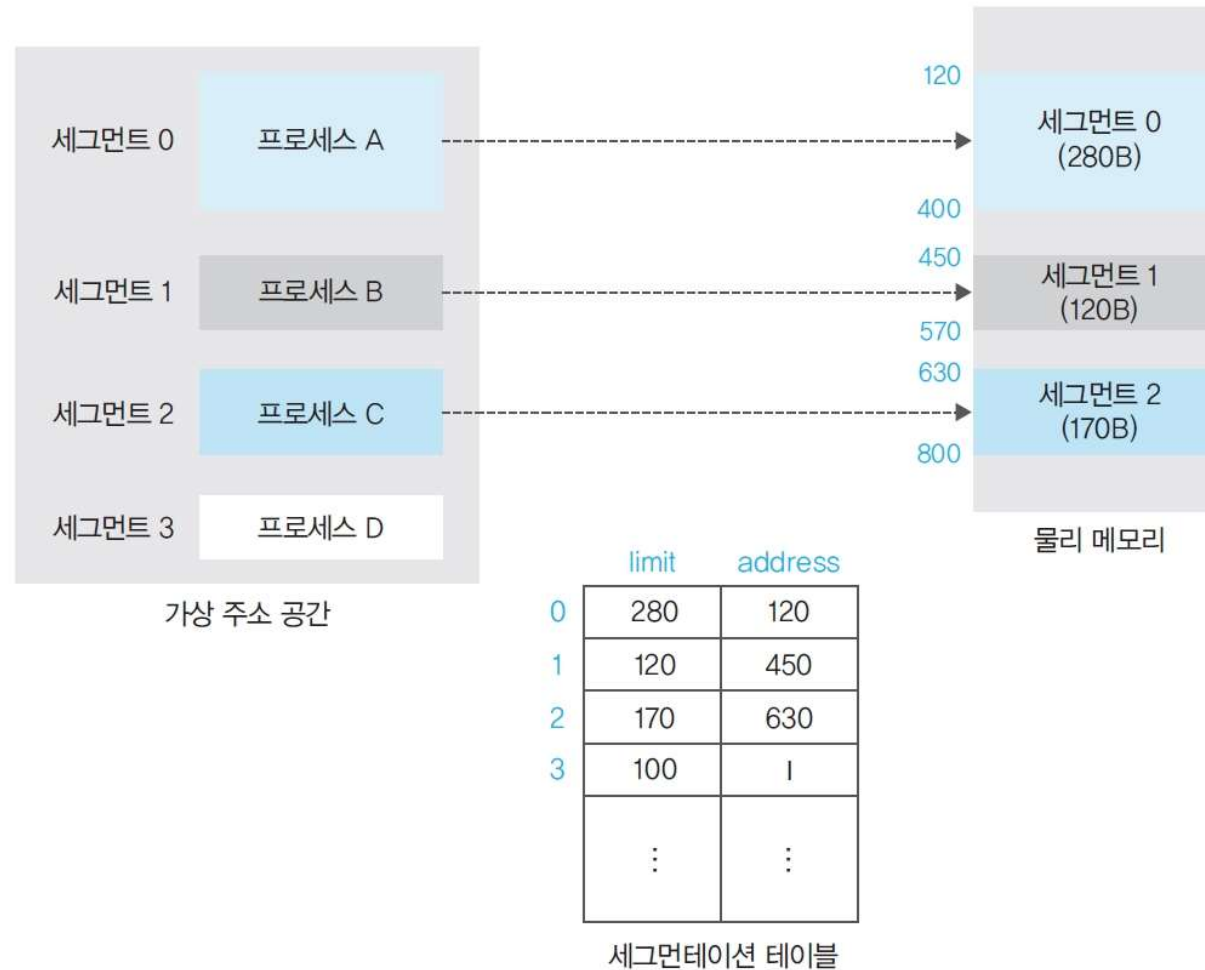 세그먼트 0 프로세스 A
세그먼트 1 프로세스 B
세그먼트 2 프로세스 C
세그먼트 3 프로세스 D
가상 주소 공간
120
세그먼트 0
(280B)
400
450
세그먼트 1
(120B)
570
630
세그먼트 2
(170B)
800
물리 메모리
limit address
0 280 120
1 120 450
2 170 630
3 100 I
⋮ ⋮
세그먼테이션 테이블